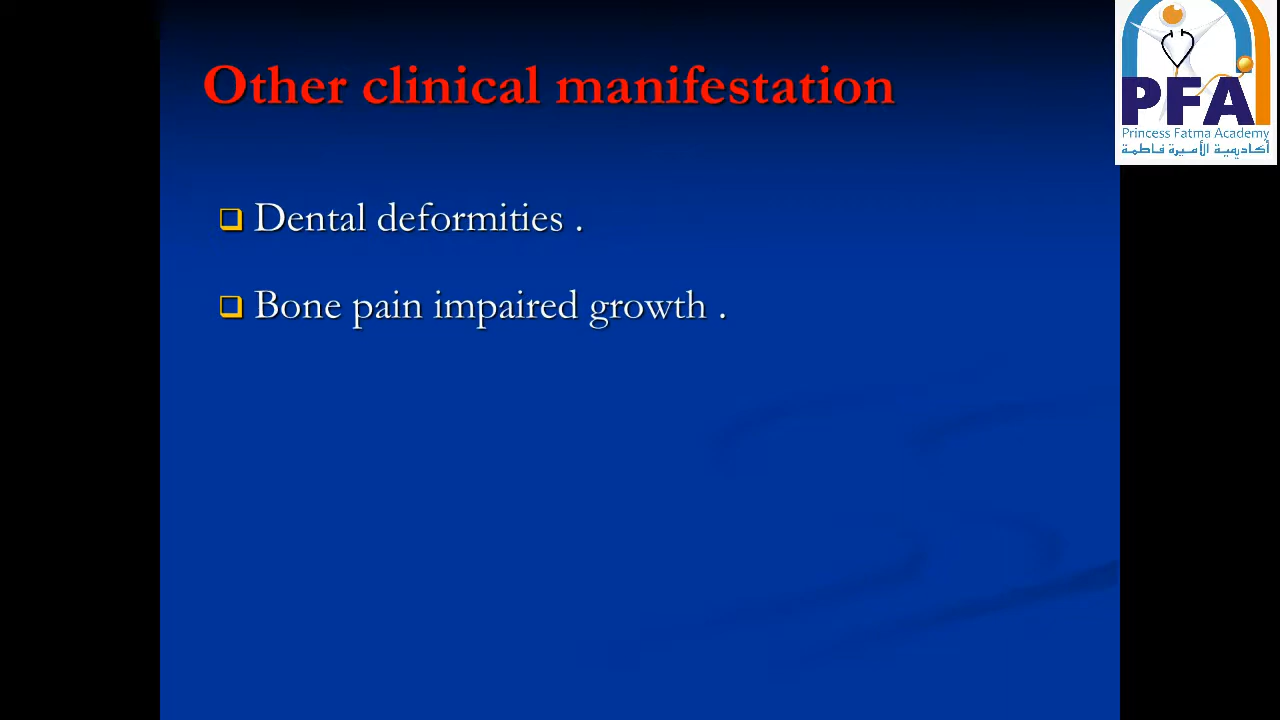 Other clinical manifestation
Dental deformities .
Bone pain impaired growth .
PFA
Princess Fatma Academy
أكاديمية الأميرة فاطمة